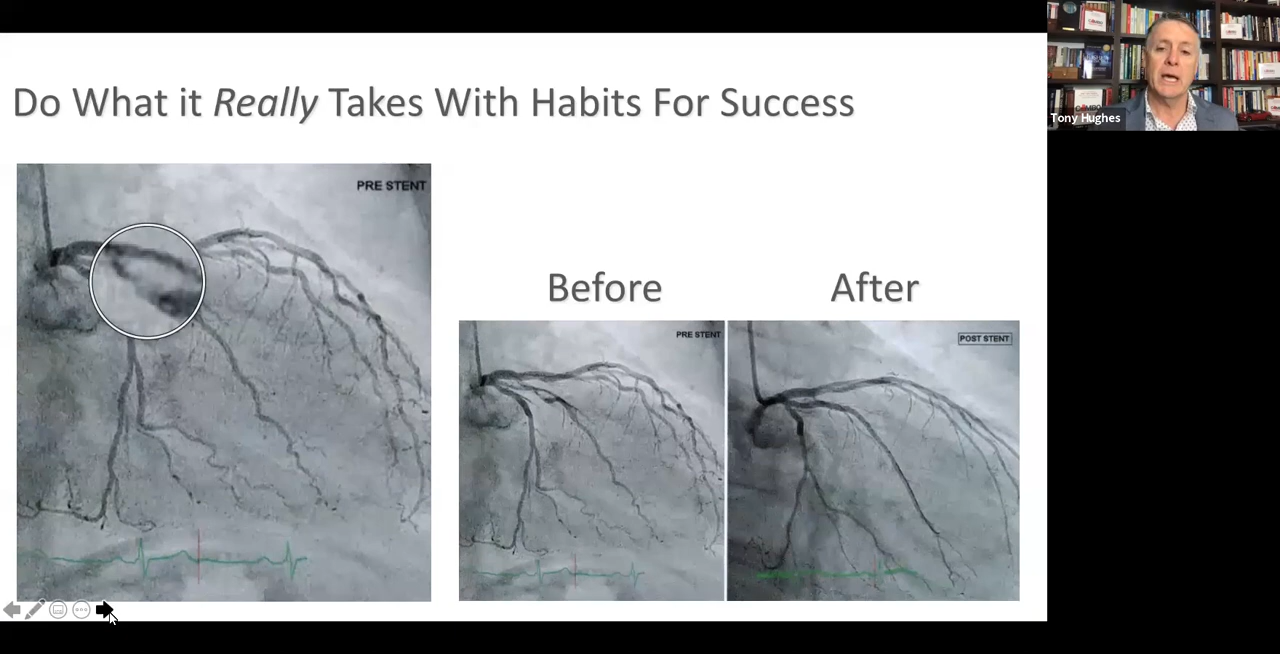 Do What it Really Takes With Habits For Success
Tony Hughes
PRE STENT
Before
After
PRE STENT
POST STENT